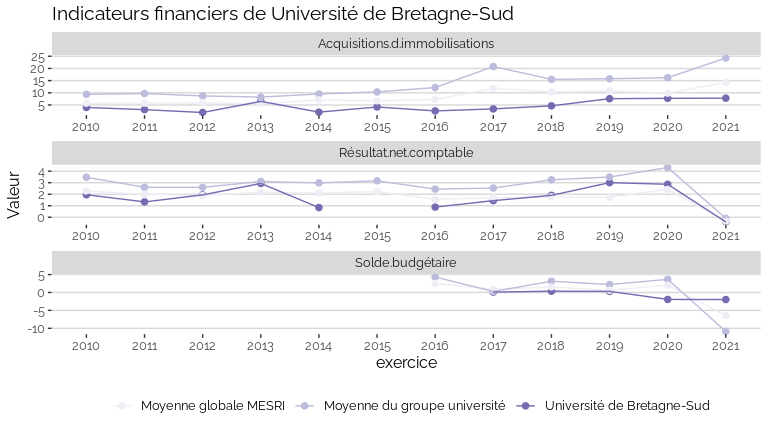 Indicateurs financiers de Université de Bretagne-Sud
Acquisitions.d.immobilisations
25
20
15
10
5
2010 2011 2012 2013 2014 2015 2016 2017 2018 2019 2020 2021
Résultat.net.comptable
4
3
2
1
0
2010 2011 2012 2013 2014 2015 2016 2017 2018 2019 2020 2021
Solde.budgétaire
5
0
-5
-10
2010 2011 2012 2013 2014 2015 2016 2017 2018 2019 2020 2021
Valeur
exercice
Moyenne globale MESRI Moyenne du groupe université Université de Bretagne-Sud